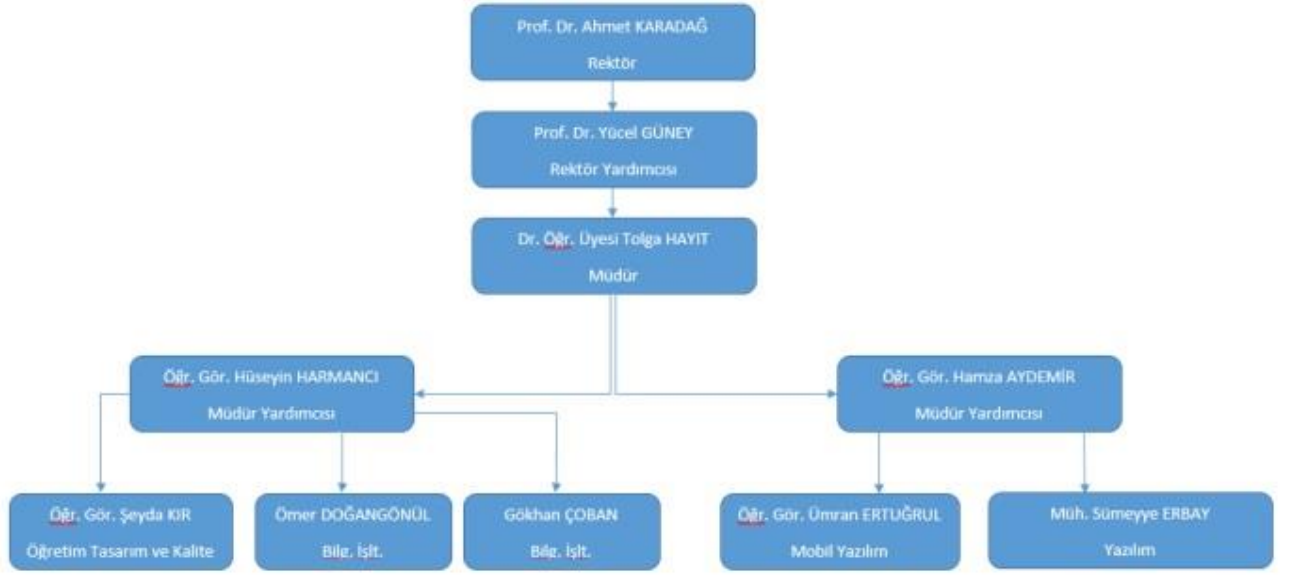 Prof. Dr. Ahmet KARADAĞ
Rektör
Prof. Dr. Yücel GÜNEY
Rektör Yardımcısı
Dr. Öğr. Üyesi Tolga HAYIT
Müdür
Öğr. Gör. Hüseyin HARMANCI
Müdür Yardımcısı
Öğr. Gör. Hamza AYDEMİR
Müdür Yardımcısı
Öğr. Gör. Şeyda KIR
Öğretim Tasarım ve Kalite
Ömer DOĞANGÖNÜL
Bilg. İşlt.
Gökhan ÇOBAN
Bilg. İşlt.
Öğr. Gör. Ümran ERTUĞRUL
Mobil Yazılım
Müh. Sümeyye ERBAY
Yazılım